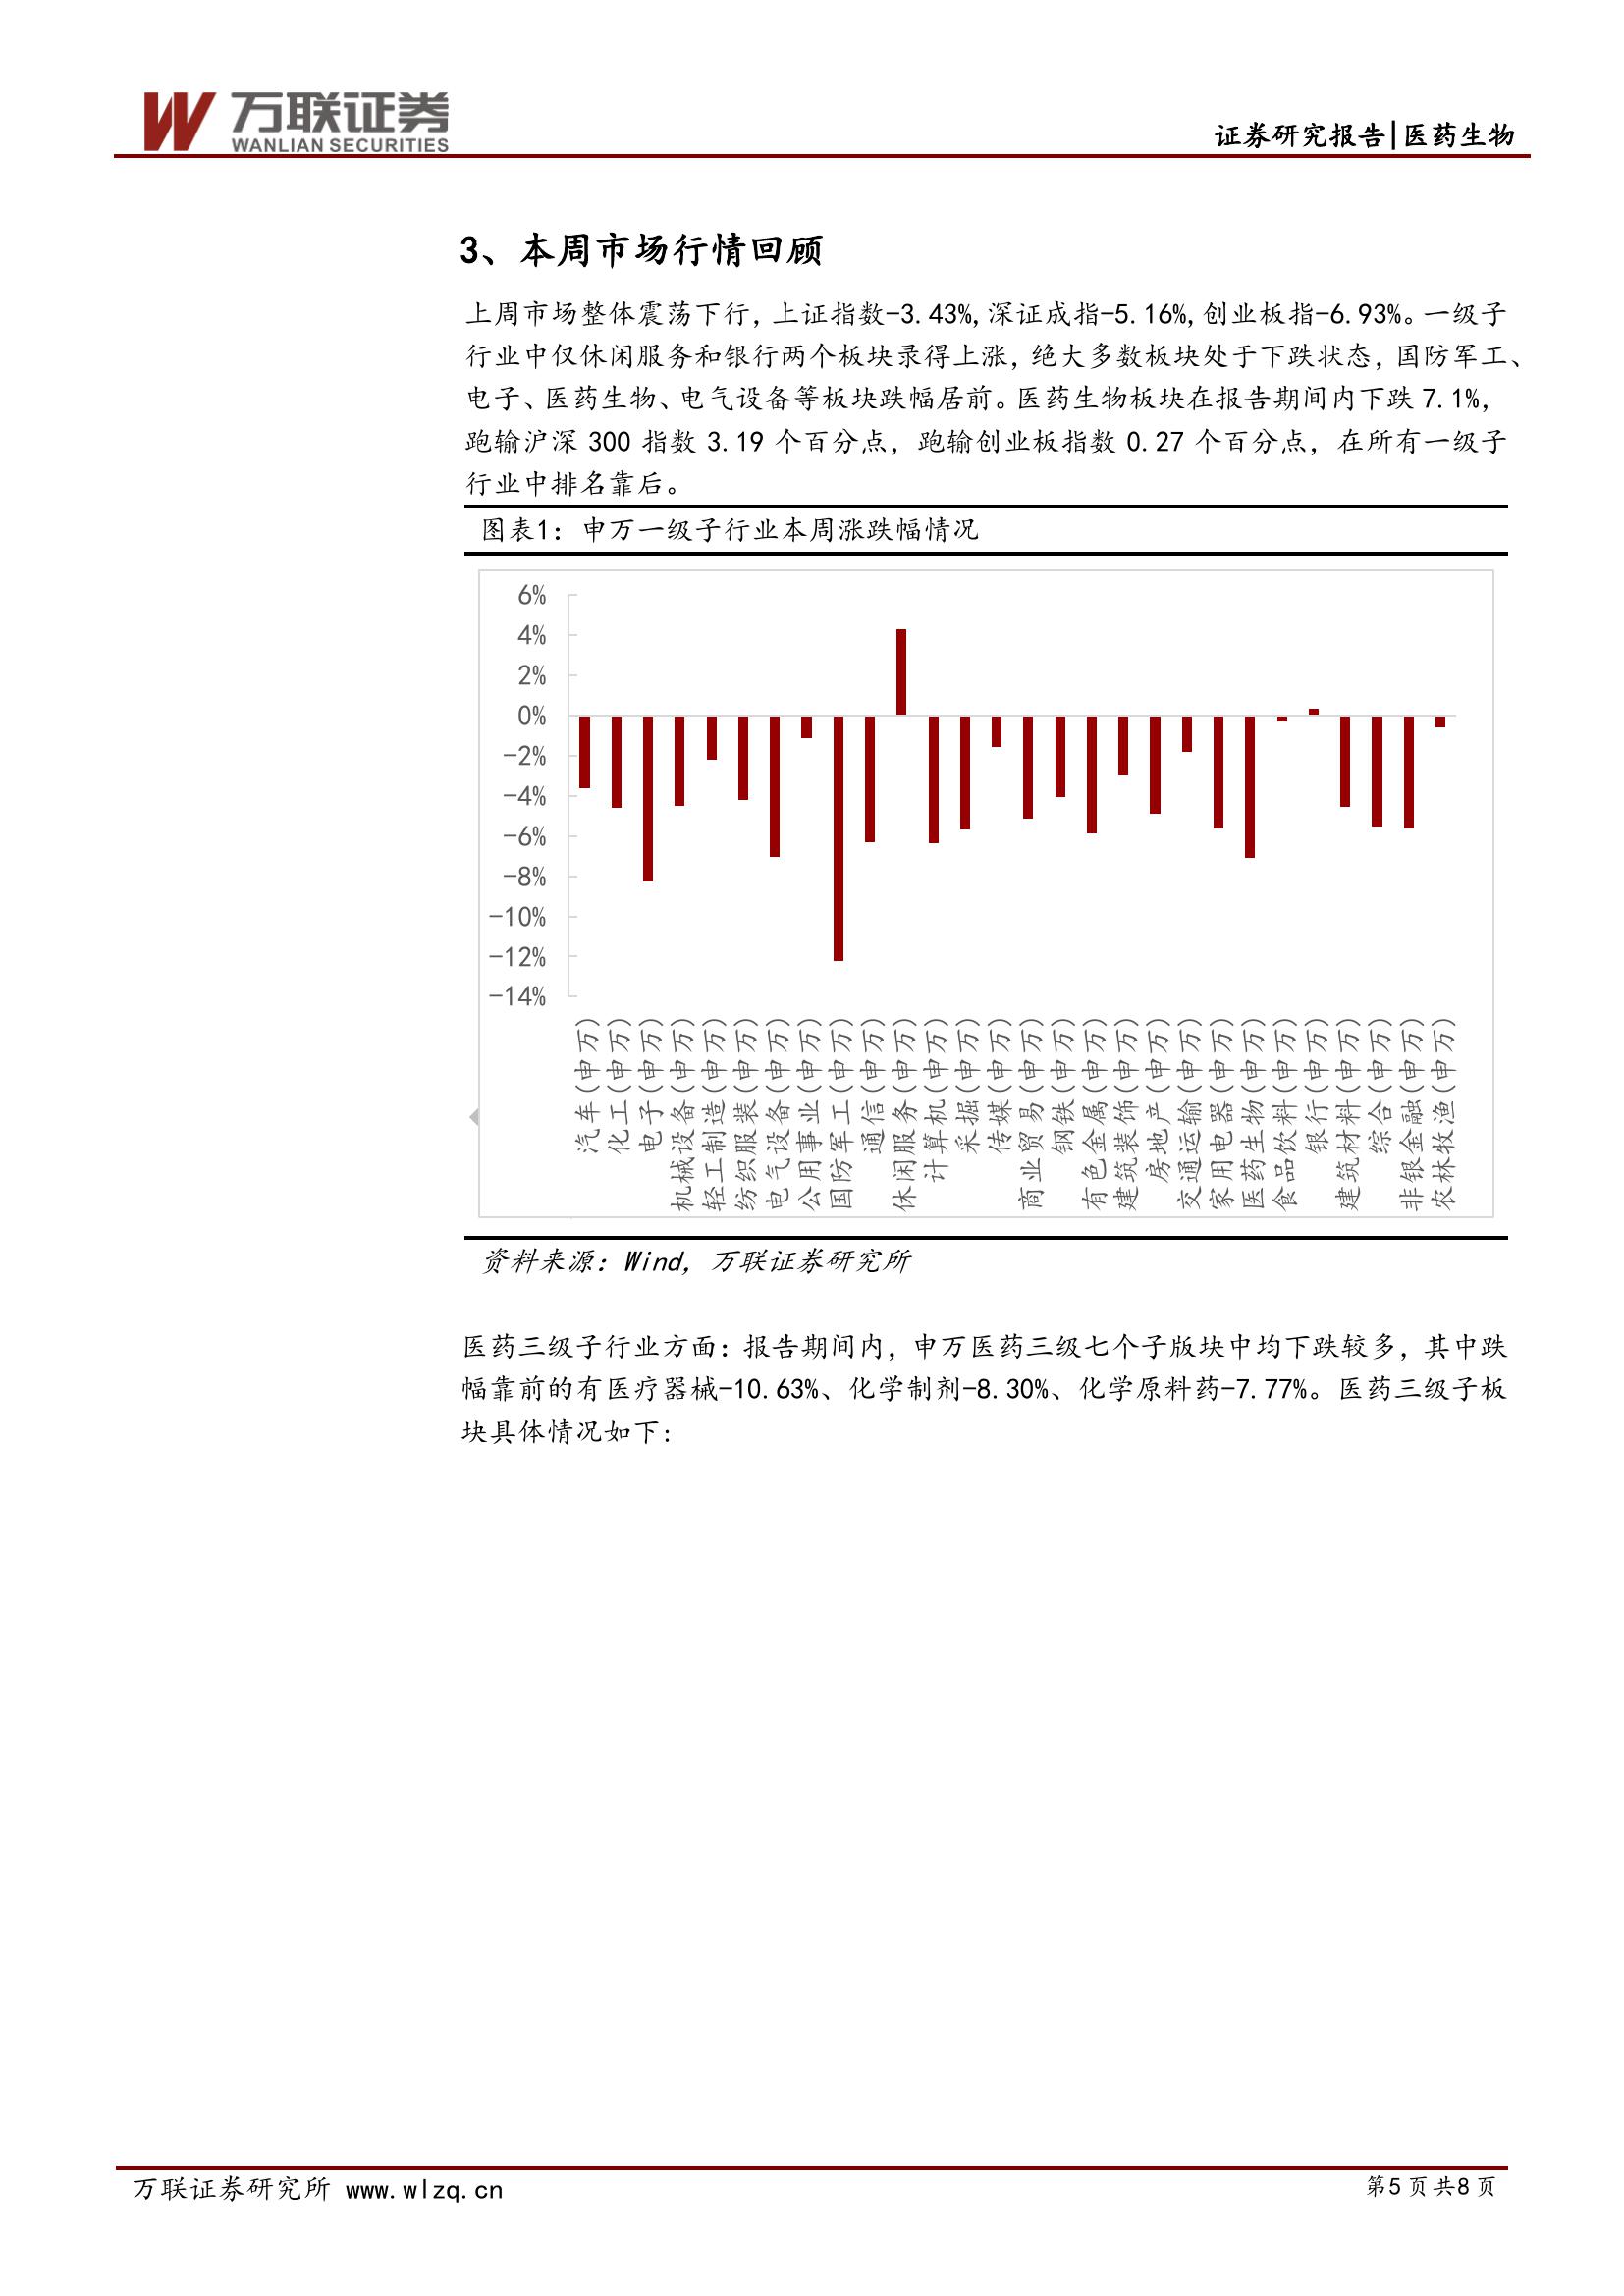 万联证券
WANLIAN SECURITIES
证券研究报告|医药生物
3、本周市场行情回顾
上周市场整体震荡下行，上证指数-3.43%,深证成指-5.16%,创业板指-6.93%。一级子
行业中仅休闲服务和银行两个板块录得上涨，绝大多数板块处于下跌状态，国防军工、
电子、医药生物、电气设备等板块跌幅居前。医药生物板块在报告期间内下跌 7.1%，
跑输沪深 300 指数 3.19 个百分点，跑输创业板指数 0.27 个百分点，在所有一级子
行业中排名靠后。
图表1：申万一级子行业本周涨跌幅情况
6%
4%
2%
0%
-2%
-4%
-6%
-8%
-10%
-12%
-14%
汽车(申万)
化工(申万)
电子(申万)
机械设备(申万)
轻工制造(申万)
纺织服装(申万)
电气设备(申万)
公用事业(申万)
国防军工(申万)
通信(申万)
休闲服务(申万)
计算机(申万)
采掘(申万)
传媒(申万)
商业贸易(申万)
钢铁(申万)
有色金属(申万)
建筑装饰(申万)
房地产(申万)
交通运输(申万)
家用电器(申万)
医药生物(申万)
食品饮料(申万)
银行(申万)
建筑材料(申万)
综合(申万)
非银金融(申万)
农林牧渔(申万)
资料来源：Wind，万联证券研究所
医药三级子行业方面：报告期间内，申万医药三级七个子版块中均下跌较多，其中跌
幅靠前的有医疗器械-10.63%、化学制剂-8.30%、化学原料药-7.77%。医药三级子板
块具体情况如下：
万联证券研究所 www.wlzq.cn
第5页共8页